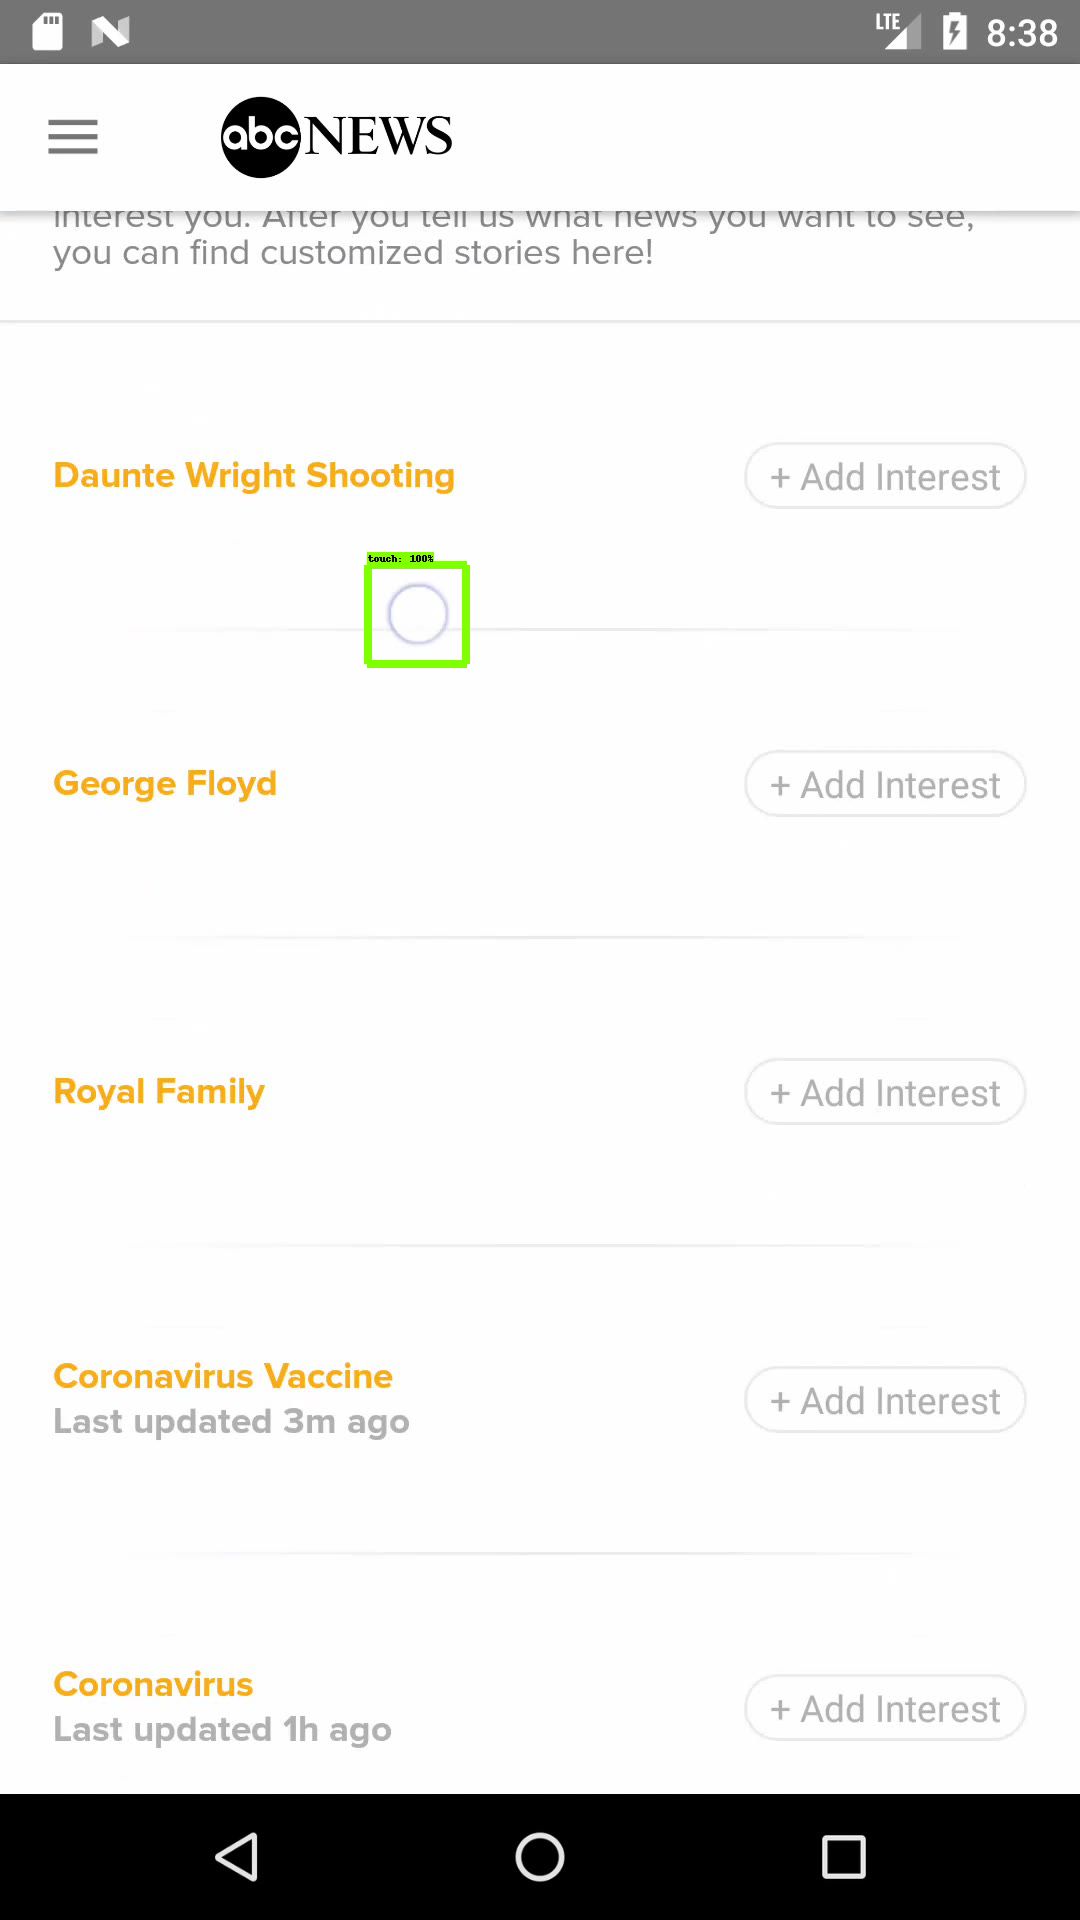 LTE
8:38
abc NEWS
interest you. After you tell us what news you want to see,
you can find customized stories here!
Daunte Wright Shooting
+ Add Interest
touch: 100%
George Floyd
+ Add Interest
Royal Family
+ Add Interest
Coronavirus Vaccine
Last updated 3m ago
+ Add Interest
Coronavirus
Last updated 1h ago
+ Add Interest